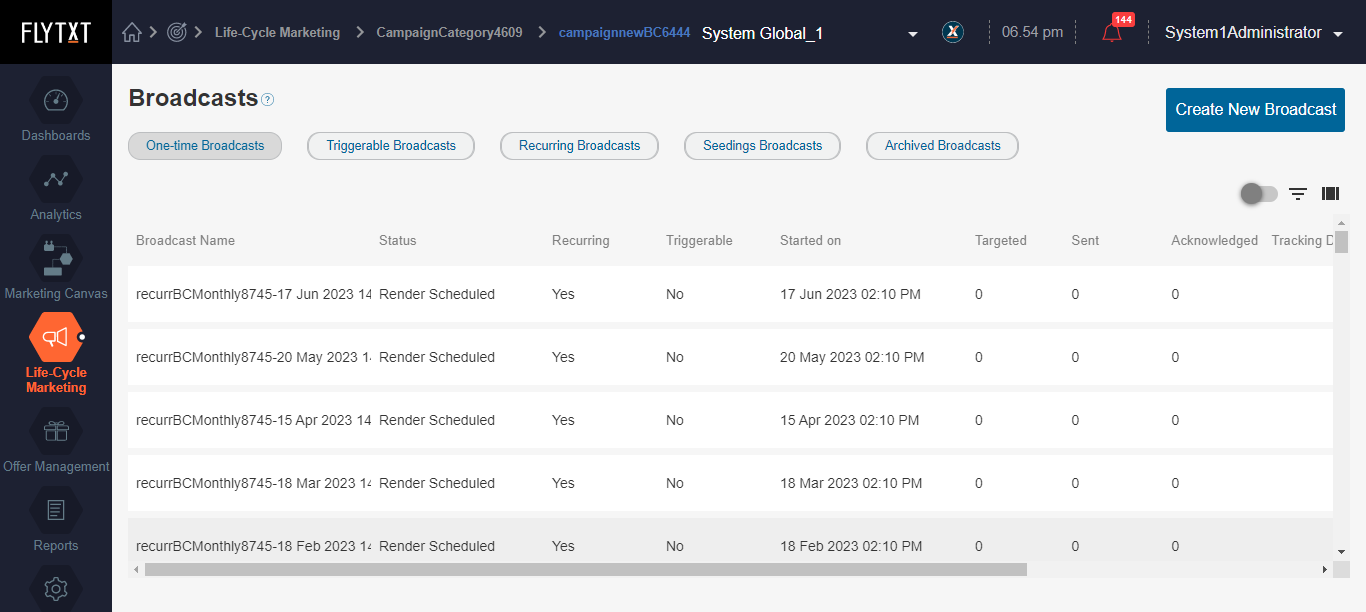 FLYTXT
Life-Cycle Marketing
CampaignCategory4609
campaignnewBC6444
System Global_1
X
06.54 pm
144
System1Administrator
Dashboards
Analytics
Marketing Canvas
Life-Cycle
Marketing
Offer Management
Reports
Broadcasts ?
Create New Broadcast
One-time Broadcasts
Triggerable Broadcasts
Recurring Broadcasts
Seedings Broadcasts
Archived Broadcasts
Broadcast Name Status Recurring Triggerable Started on Targeted Sent Acknowledged Tracking D
recurrBCMonthly8745-17 Jun 2023 14 Render Scheduled Yes No 17 Jun 2023 02:10 PM 0 0 0
recurrBCMonthly8745-20 May 2023 14 Render Scheduled Yes No 20 May 2023 02:10 PM 0 0 0
recurrBCMonthly8745-15 Apr 2023 14 Render Scheduled Yes No 15 Apr 2023 02:10 PM 0 0 0
recurrBCMonthly8745-18 Mar 2023 14 Render Scheduled Yes No 18 Mar 2023 02:10 PM 0 0 0
recurrBCMonthly8745-18 Feb 2023 14 Render Scheduled Yes No 18 Feb 2023 02:10 PM 0 0 0